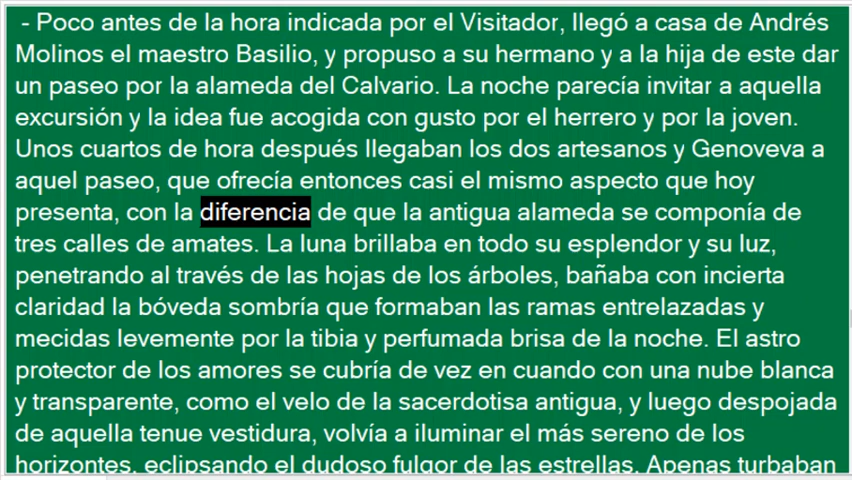 - Poco antes de la hora indicada por el Visitador, llegó a casa de Andrés
Molinos el maestro Basilio, y propuso a su hermano y a la hija de este dar
un paseo por la alameda del Calvario. La noche parecía invitar a aquella
excursión y la idea fue acogida con gusto por el herrero y por la joven.
Unos cuartos de hora después llegaban los dos artesanos y Genoveva a
aquel paseo, que ofrecía entonces casi el mismo aspecto que hoy
presenta, con la diferencia de que la antigua alameda se componía de
tres calles de amates. La luna brillaba en todo su esplendor y su luz,
penetrando al través de las hojas de los árboles, bañaba con incierta
claridad la bóveda sombría que formaban las ramas entrelazadas y
mecidas levemente por la tibia y perfumada brisa de la noche. El astro
protector de los amores se cubría de vez en cuando con una nube blanca
y transparente, como el velo de la sacerdotisa antigua, y luego despojada
de aquella tenue vestidura, volvía a iluminar el más sereno de los
horizontes, eclipsando el dudoso fulgor de las estrellas. Apenas turbaban